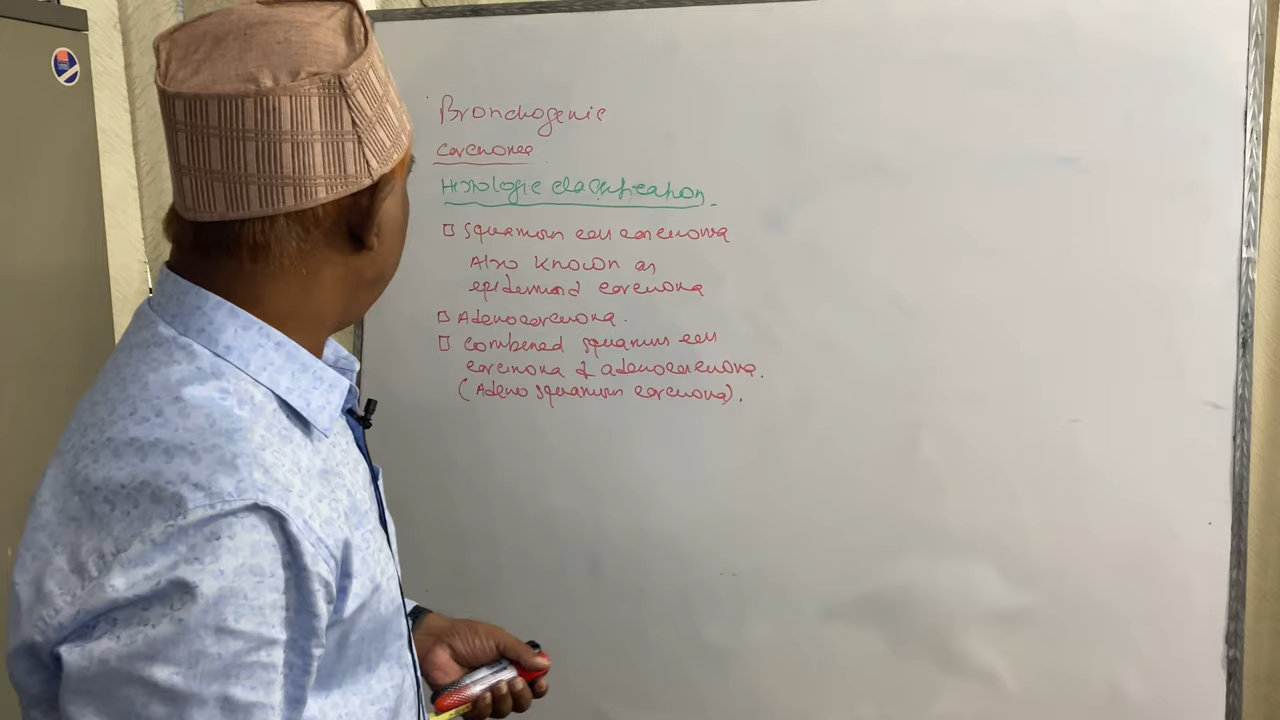 Bronchogenic
carcinoma
Histologic classification
Squamous cell carcinoma
Also known as
epidermoid carcinoma
Adenocarcinoma.
Combined squamous cell
carcinoma & adenocarcinoma.
(Adeno squamous carcinoma).